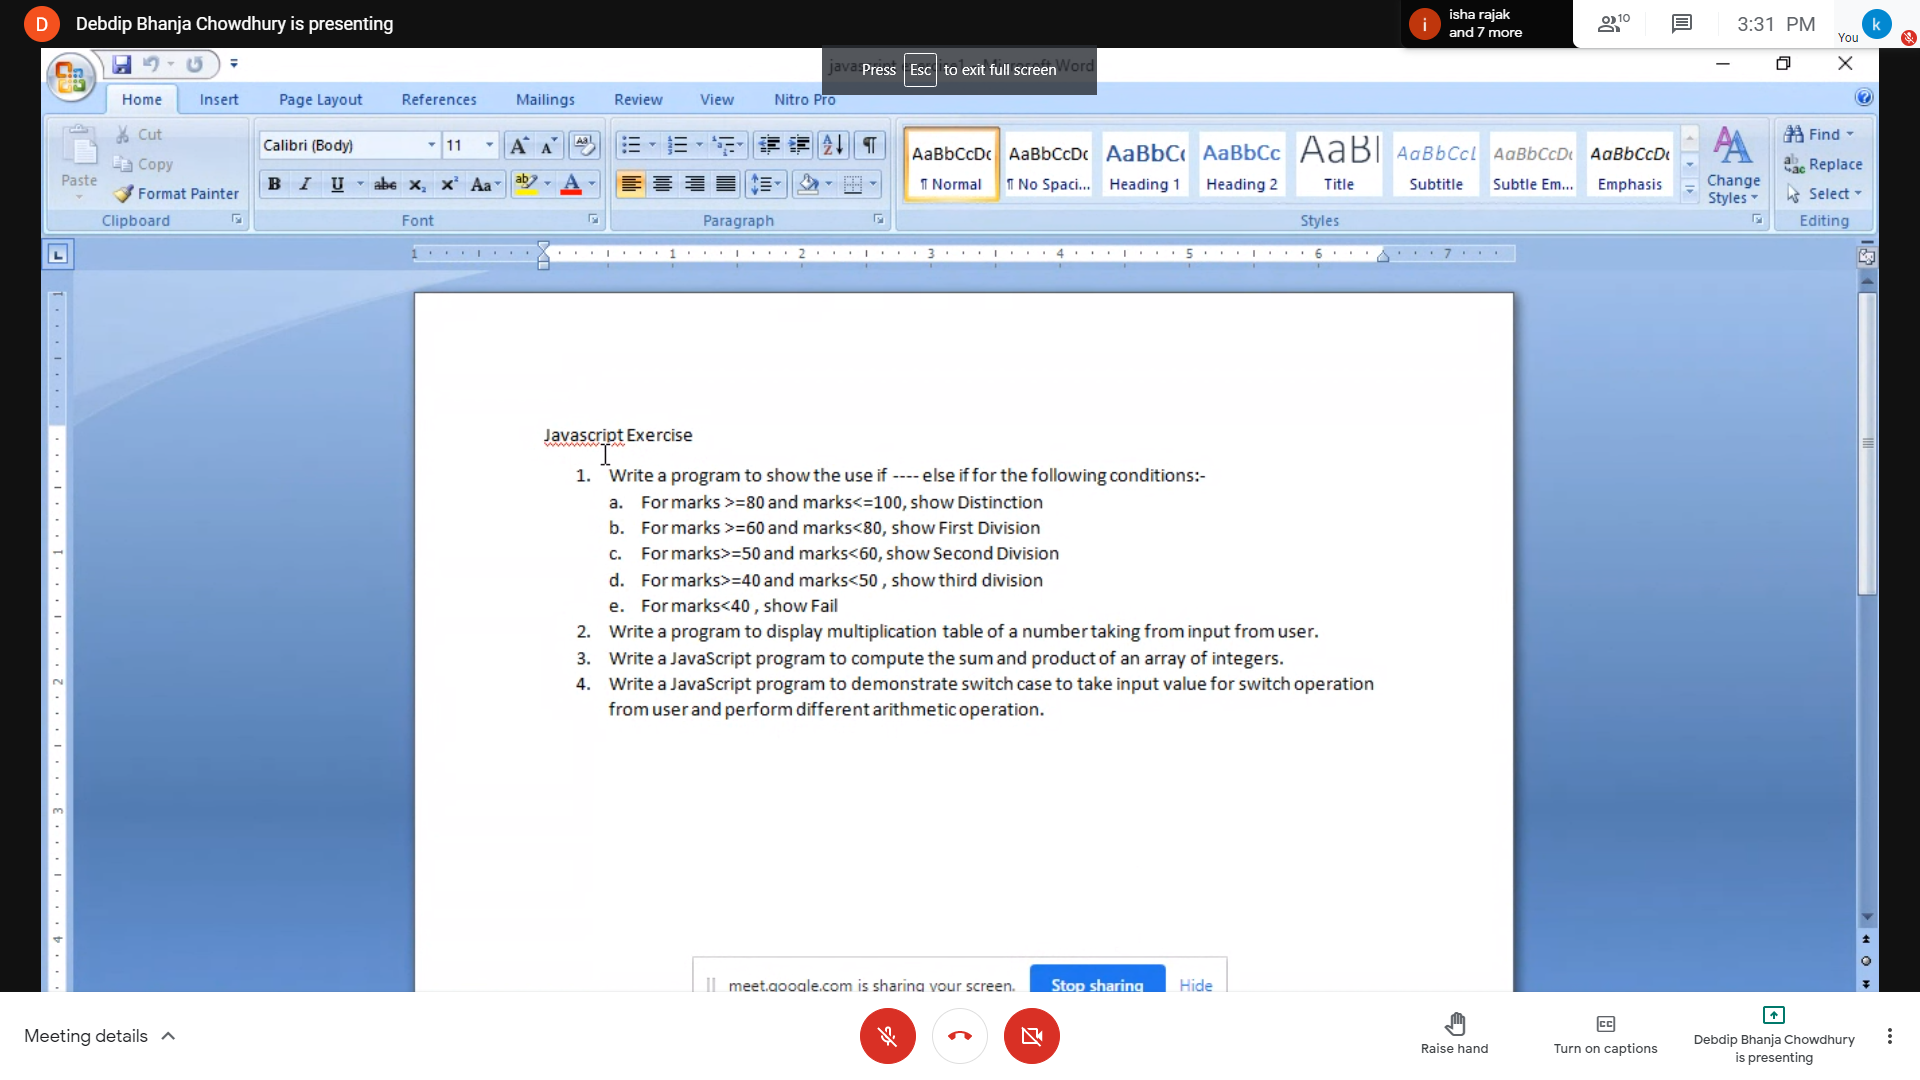 D Debdip Bhanja Chowdhury is presenting
i isha rajak
and 7 more
10
3:31 PM
You k
Press Esc to exit full screen
Word
Home Insert Page Layout References Mailings Review View Nitro Pro
Paste
Cut
Copy
Format Painter
Clipboard
Calibri (Body) 11
Font
Paragraph
AaBbCcDc AaBbCcDc AaBbC AaBbCc AaBl AaBbCcL AaBbCcDc AaBbCcDc
¶ Normal ¶ No Spaci... Heading 1 Heading 2 Title Subtitle Subtle Em... Emphasis
Change
Styles
Styles
Find
Replace
Select
Editing
1 1 2 3 4 5 6 7
Javascript Exercise
1. Write a program to show the use if ---- else if for the following conditions:-
a. For marks >=80 and marks<=100, show Distinction
b. For marks >=60 and marks<80, show First Division
c. For marks>=50 and marks<60, show Second Division
d. For marks>=40 and marks<50 , show third division
e. For marks<40 , show Fail
2. Write a program to display multiplication table of a number taking from input from user.
3. Write a JavaScript program to compute the sum and product of an array of integers.
4. Write a JavaScript program to demonstrate switch case to take input value for switch operation
from user and perform different arithmetic operation.
meet.google.com is sharing your screen. Stop sharing Hide
Meeting details
Raise hand
Turn on captions
Debdip Bhanja Chowdhury
is presenting